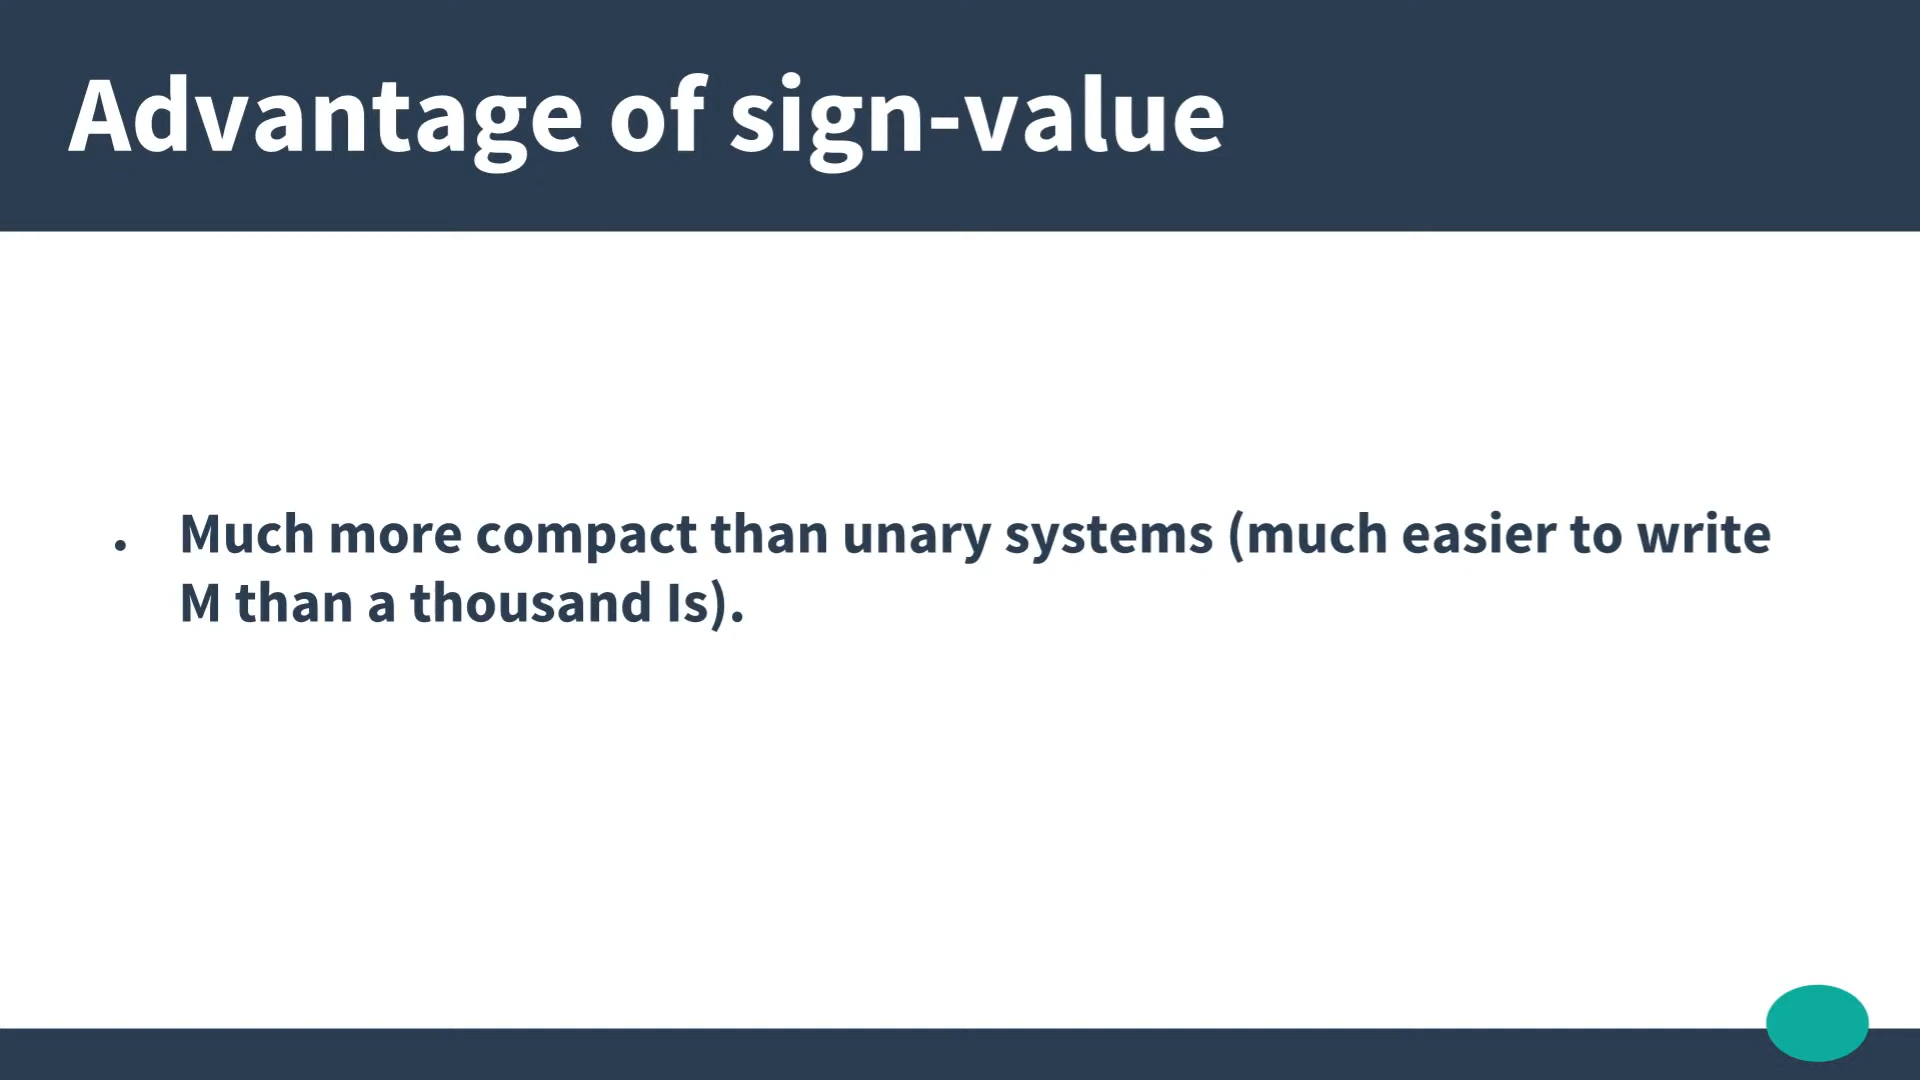 Advantage of sign-value
• Much more compact than unary systems (much easier to write
M than a thousand Is).